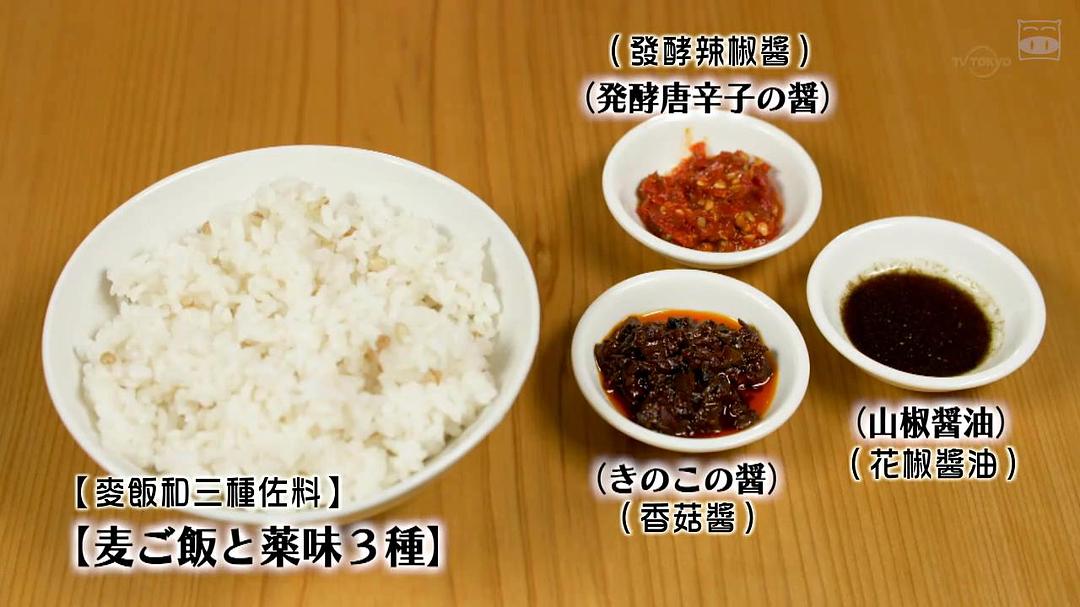 TV TOKYO
（發酵辣椒醬）
（発酵唐辛子の醤）
（山椒醤油）
（花椒醬油）
（きのこの醤）
（香菇醬）
【麥飯和三種佐料】
【麦ご飯と薬味３種】